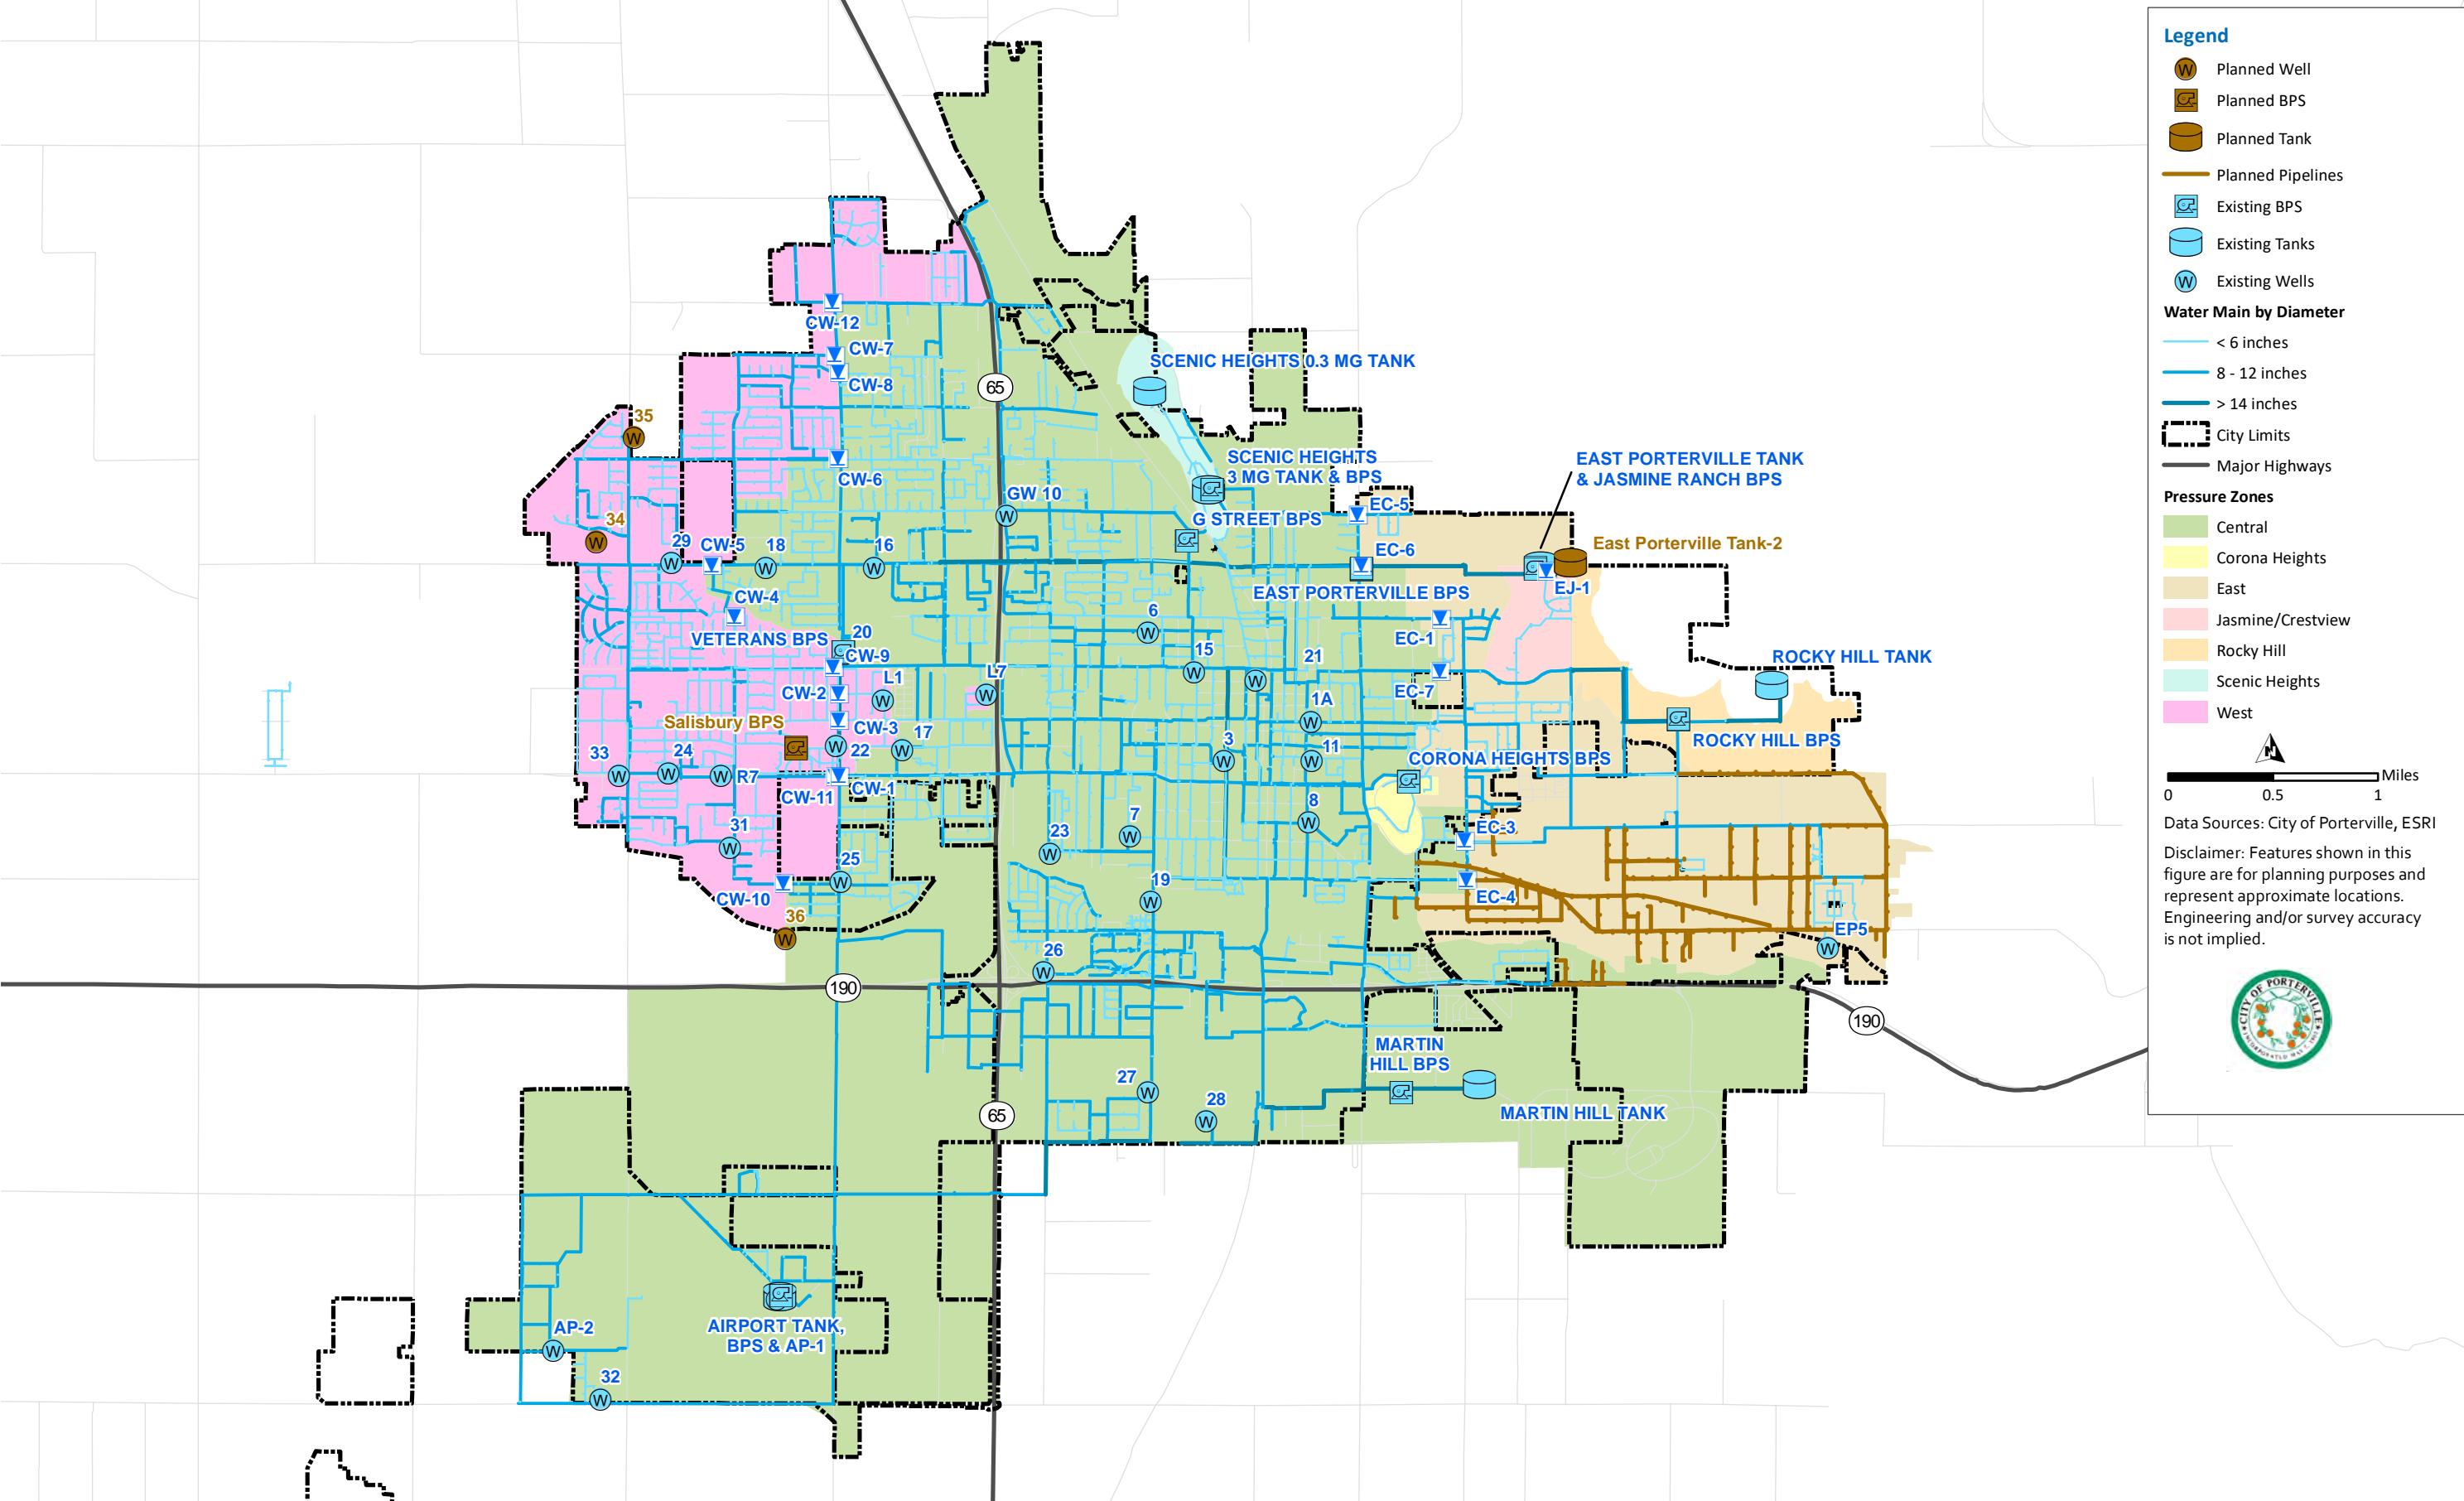 CW-12
CW-7
CW-8
65
SCENIC HEIGHTS 0.3 MG TANK
35
W
CW-6
GW 10
W
SCENIC HEIGHTS
3 MG TANK & BPS
EAST PORTERVILLE TANK
& JASMINE RANCH BPS
34
W
G STREET BPS
EC-5
29
W
CW-5
18
W
16
W
EC-6
East Porterville Tank-2
EJ-1
CW-4
EAST PORTERVILLE BPS
VETERANS BPS
20
6
W
EC-1
CW-9
15
W
W
21
ROCKY HILL TANK
CW-2
L1
W
L7
W
EC-7
Salisbury BPS
CW-3
17
W
1A
W
ROCKY HILL BPS
22
W
33
W
24
W
R7
W
3
W
11
W
CORONA HEIGHTS BPS
CW-11
CW-1
31
W
23
W
7
W
8
W
EC-3
25
W
CW-10
19
W
EC-4
36
W
26
W
EP5
W
190
190
MARTIN
HILL BPS
27
W
28
W
65
MARTIN HILL TANK
AIRPORT TANK,
BPS & AP-1
AP-2
W
32
W
Legend
W Planned Well
Planned BPS
Planned Tank
Planned Pipelines
Existing BPS
Existing Tanks
W Existing Wells
Water Main by Diameter
< 6 inches
8 - 12 inches
> 14 inches
City Limits
Major Highways
Pressure Zones
Central
Corona Heights
East
Jasmine/Crestview
Rocky Hill
Scenic Heights
West
N
Miles
0 0.5 1
Data Sources: City of Porterville, ESRI
Disclaimer: Features shown in this
figure are for planning purposes and
represent approximate locations.
Engineering and/or survey accuracy
is not implied.
CITY OF PORTERVILLE